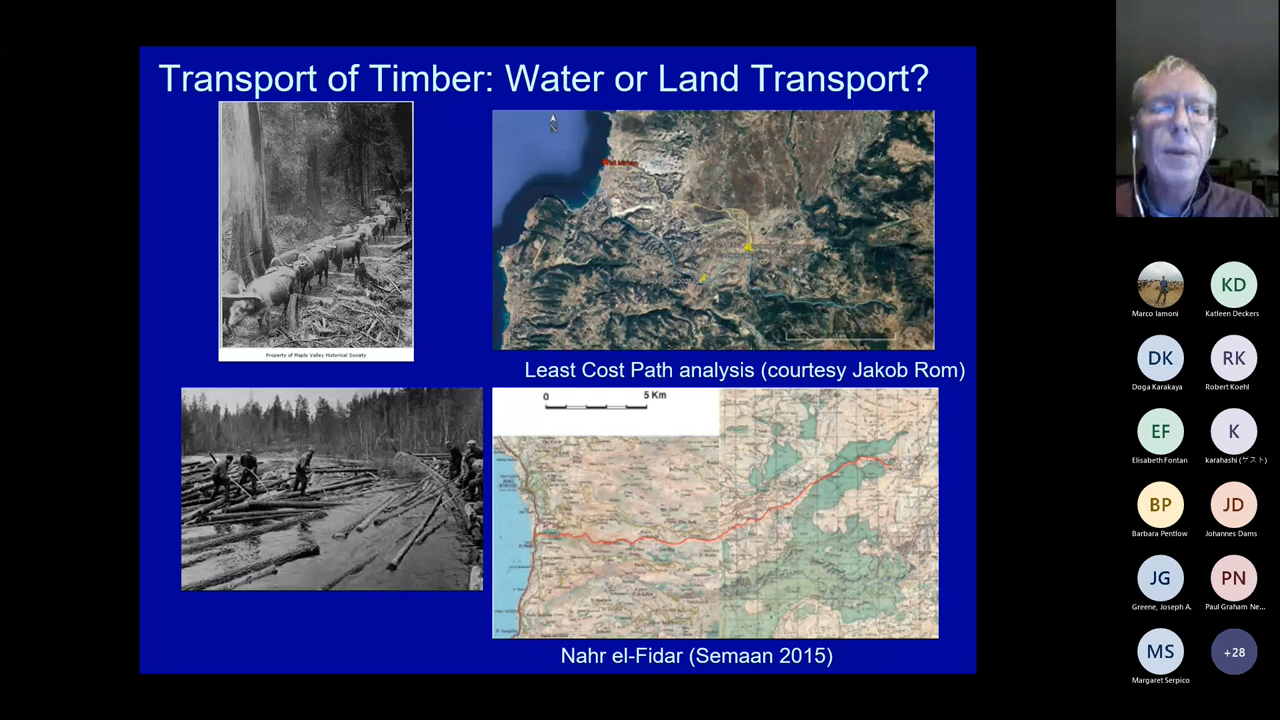 Transport of Timber: Water or Land Transport?
Property of Maple Valley Historical Society
Least Cost Path analysis (courtesy Jakob Rom)
0 5 Km
Nahr el-Fidar (Semaan 2015)
Marco Iamoni
KD
Katleen Deckers
DK
Doga Karakaya
RK
Robert Koehl
EF
Elisabeth Fontan
K
karahashi (ゲスト)
BP
Barbara Pentlow
JD
Johannes Dams
JG
Greene, Joseph A.
PN
Paul Graham Ne...
MS
Margaret Serpico
+28